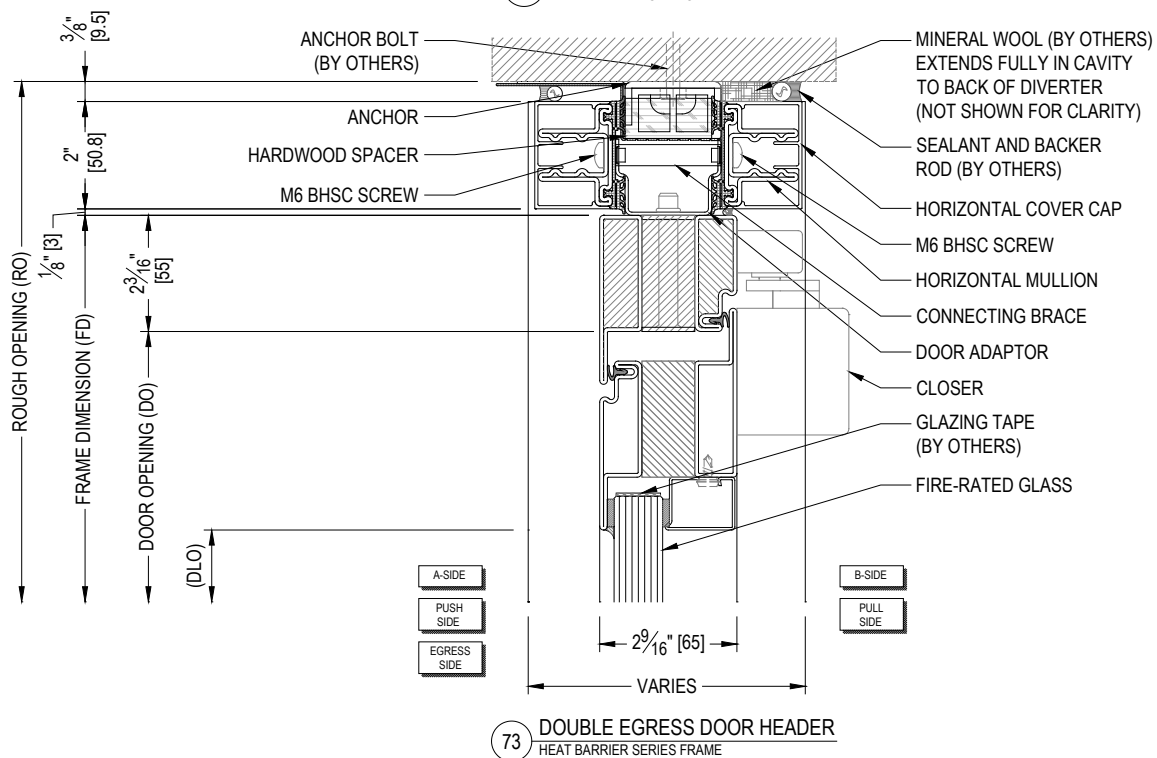 3/8"
[9.5]
2"
[50.8]
1/8" [3]
2 3/16"
[55]
ROUGH OPENING (RO)
FRAME DIMENSION (FD)
DOOR OPENING (DO)
(DLO)
ANCHOR BOLT
(BY OTHERS)
ANCHOR
HARDWOOD SPACER
M6 BHSC SCREW
MINERAL WOOL (BY OTHERS)
EXTENDS FULLY IN CAVITY
TO BACK OF DIVERTER
(NOT SHOWN FOR CLARITY)
SEALANT AND BACKER
ROD (BY OTHERS)
HORIZONTAL COVER CAP
M6 BHSC SCREW
HORIZONTAL MULLION
CONNECTING BRACE
DOOR ADAPTOR
CLOSER
GLAZING TAPE
(BY OTHERS)
FIRE-RATED GLASS
A-SIDE
PUSH
SIDE
EGRESS
SIDE
B-SIDE
PULL
SIDE
2 9/16" [65]
VARIES
73 DOUBLE EGRESS DOOR HEADER
HEAT BARRIER SERIES FRAME